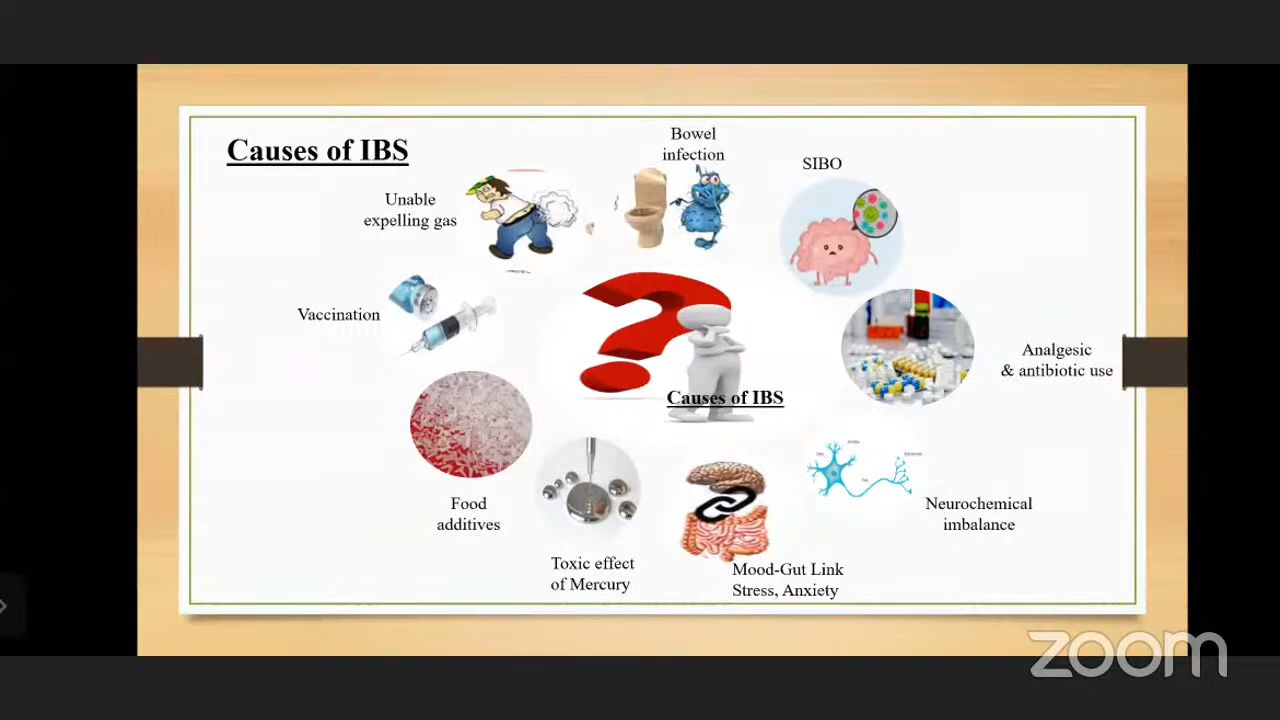 Causes of IBS
Bowel
infection
SIBO
Unable
expelling gas
Vaccination
Analgesic
& antibiotic use
Causes of IBS
Food
additives
Neurochemical
imbalance
Toxic effect
of Mercury
Mood-Gut Link
Stress, Anxiety
zoom